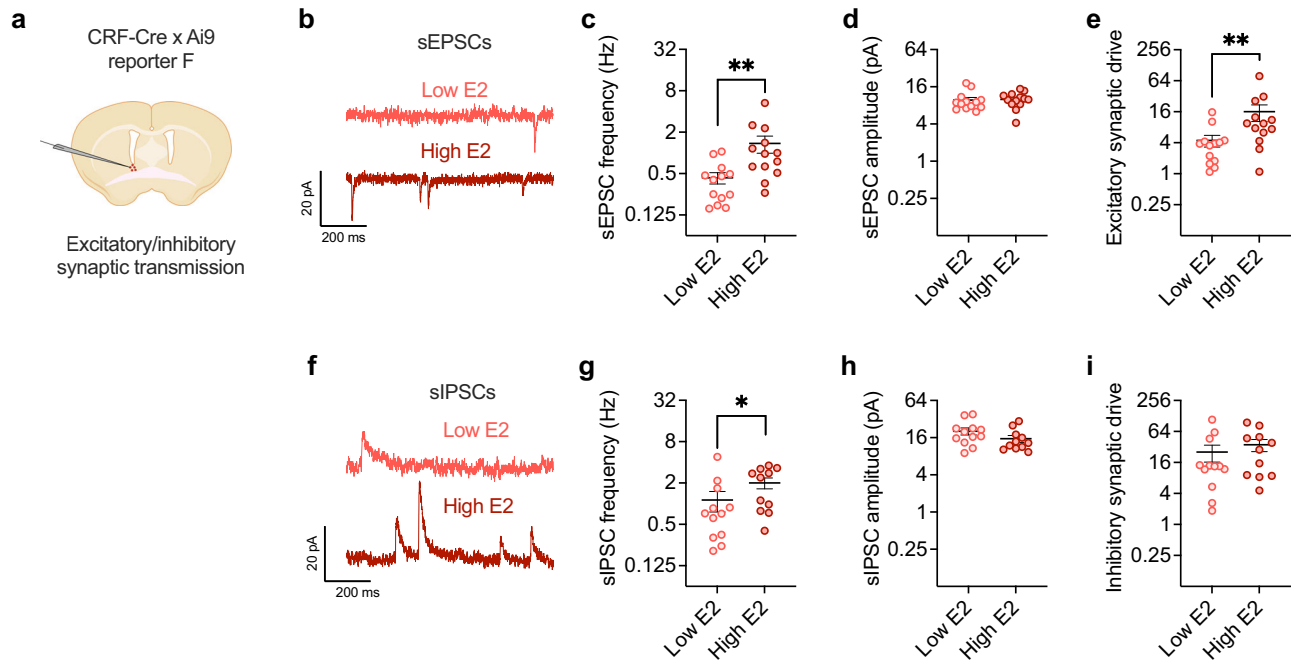 a
CRF-Cre x Ai9
reporter F
Excitatory/inhibitory
synaptic transmission
b
sEPSCs
Low E2
High E2
20 pA
200 ms
c
sEPSC frequency (Hz)
32
8
2
0.5
0.125
**
Low E2
High E2
d
sEPSC amplitude (pA)
64
16
4
1
0.25
Low E2
High E2
e
Excitatory synaptic drive
256
64
16
4
1
0.25
**
Low E2
High E2
f
sIPSCs
Low E2
High E2
20 pA
200 ms
g
sIPSC frequency (Hz)
32
8
2
0.5
0.125
*
Low E2
High E2
h
sIPSC amplitude (pA)
64
16
4
1
0.25
Low E2
High E2
i
Inhibitory synaptic drive
256
64
16
4
1
0.25
Low E2
High E2